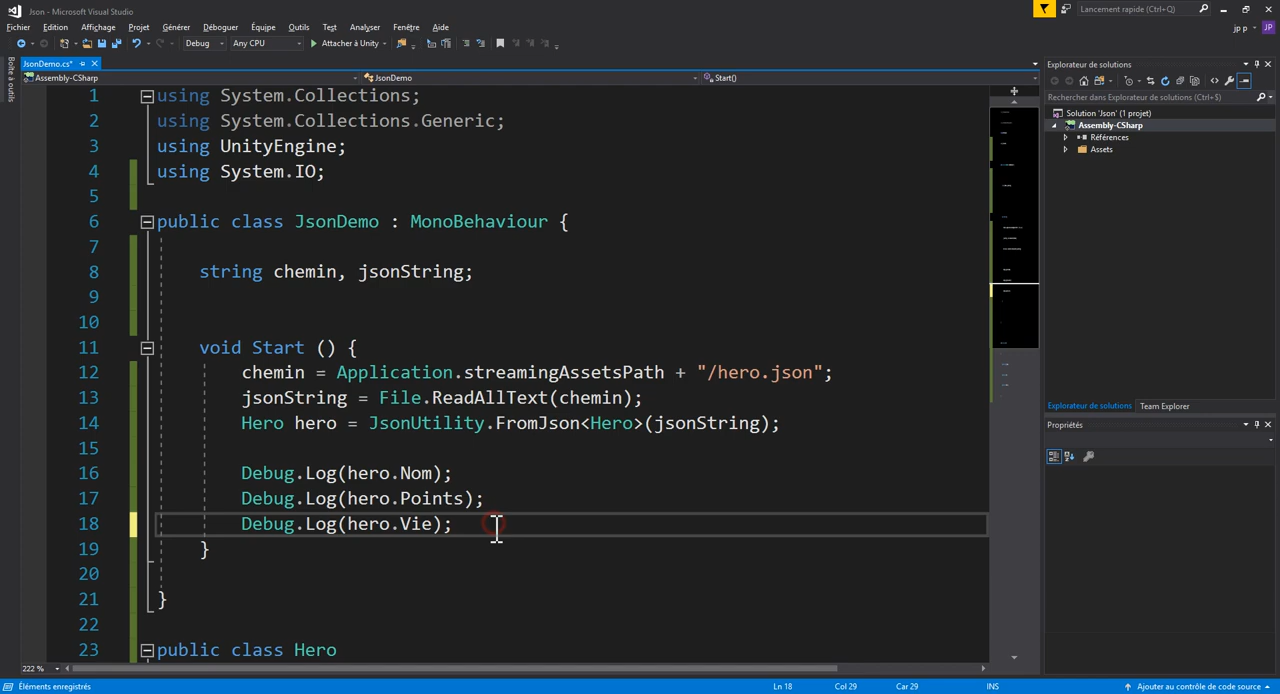 Json - Microsoft Visual Studio
Lancement rapide (Ctrl+Q)
Fichier Edition Affichage Projet Générer Déboguer Équipe Outils Test Analyser Fenêtre Aide
jp p JP
Debug Any CPU Attacher à Unity
Boîte à outils
JsonDemo.cs*
Assembly-CSharp JsonDemo Start()
1 using System.Collections;
2 using System.Collections.Generic;
3 using UnityEngine;
4 using System.IO;
5
6 public class JsonDemo : MonoBehaviour {
7
8 string chemin, jsonString;
9
10
11 void Start () {
12 chemin = Application.streamingAssetsPath + "/hero.json";
13 jsonString = File.ReadAllText(chemin);
14 Hero hero = JsonUtility.FromJson<Hero>(jsonString);
15
16 Debug.Log(hero.Nom);
17 Debug.Log(hero.Points);
18 Debug.Log(hero.Vie);
19 }
20
21 }
22
23 public class Hero
222 %
Explorateur de solutions
Rechercher dans Explorateur de solutions (Ctrl+$)
Solution 'Json' (1 projet)
Assembly-CSharp
Références
Assets
Explorateur de solutions Team Explorer
Propriétés
Éléments enregistrés Ln 18 Col 29 Car 29 INS Ajouter au contrôle de code source